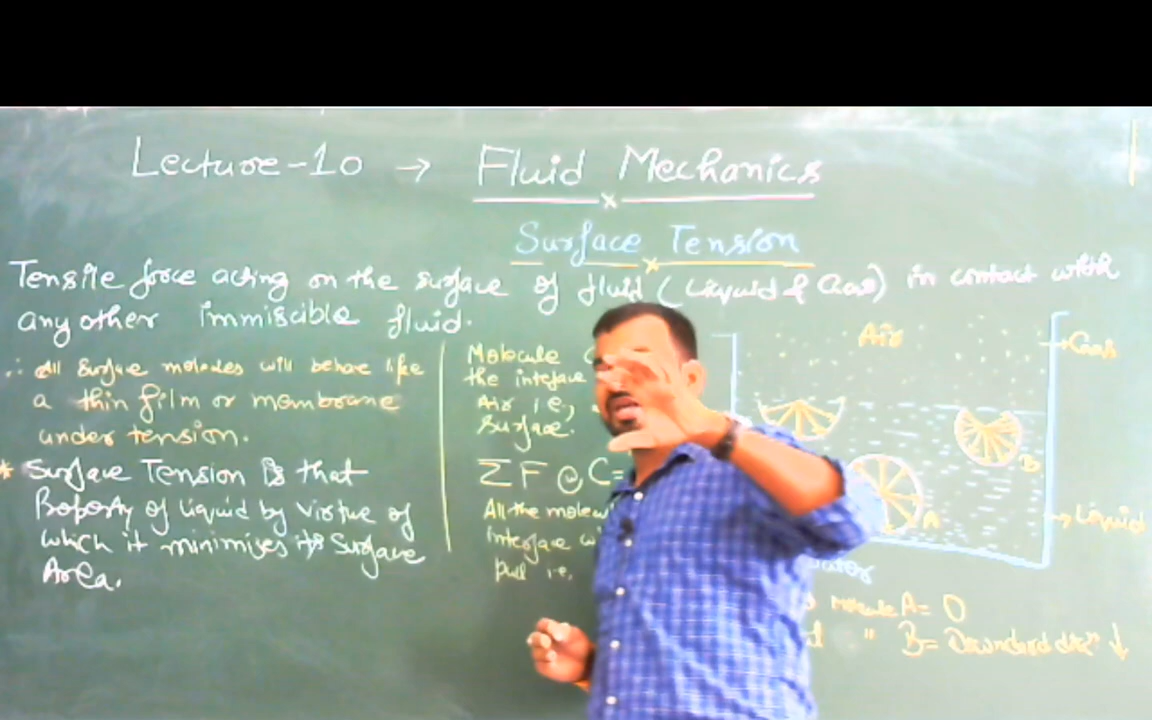 Lecture-10 → Fluid Mechanics
Surface Tension
Tensile force acting on the surface of fluid (Liquid & Gas) in contact with
any other immiscible fluid.
∴ All surface molecules will behave like
a thin film or membrane
under tension.
* Surface Tension is that
Property of liquid by virtue of
which it minimises its Surface
Area.
Molecule C
the interface
Air i.e.,
Surface.
ΣF @ C=
All the molecu
interface w
pull i.e,
Air
→ Gas
B
A
→ Liquid
molecule A = 0
" B = Downward direⁿ ↓